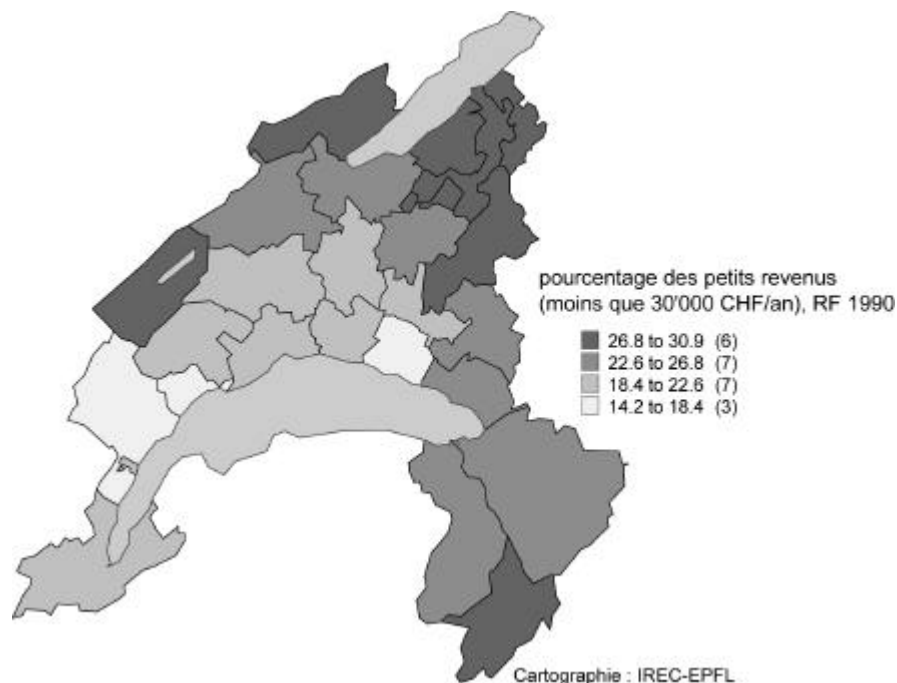 pourcentage des petits revenus
(moins que 30'000 CHF/an), RF 1990
26.8 to 30.9 (6)
22.6 to 26.8 (7)
18.4 to 22.6 (7)
14.2 to 18.4 (3)
Cartographie : IREC-EPFL